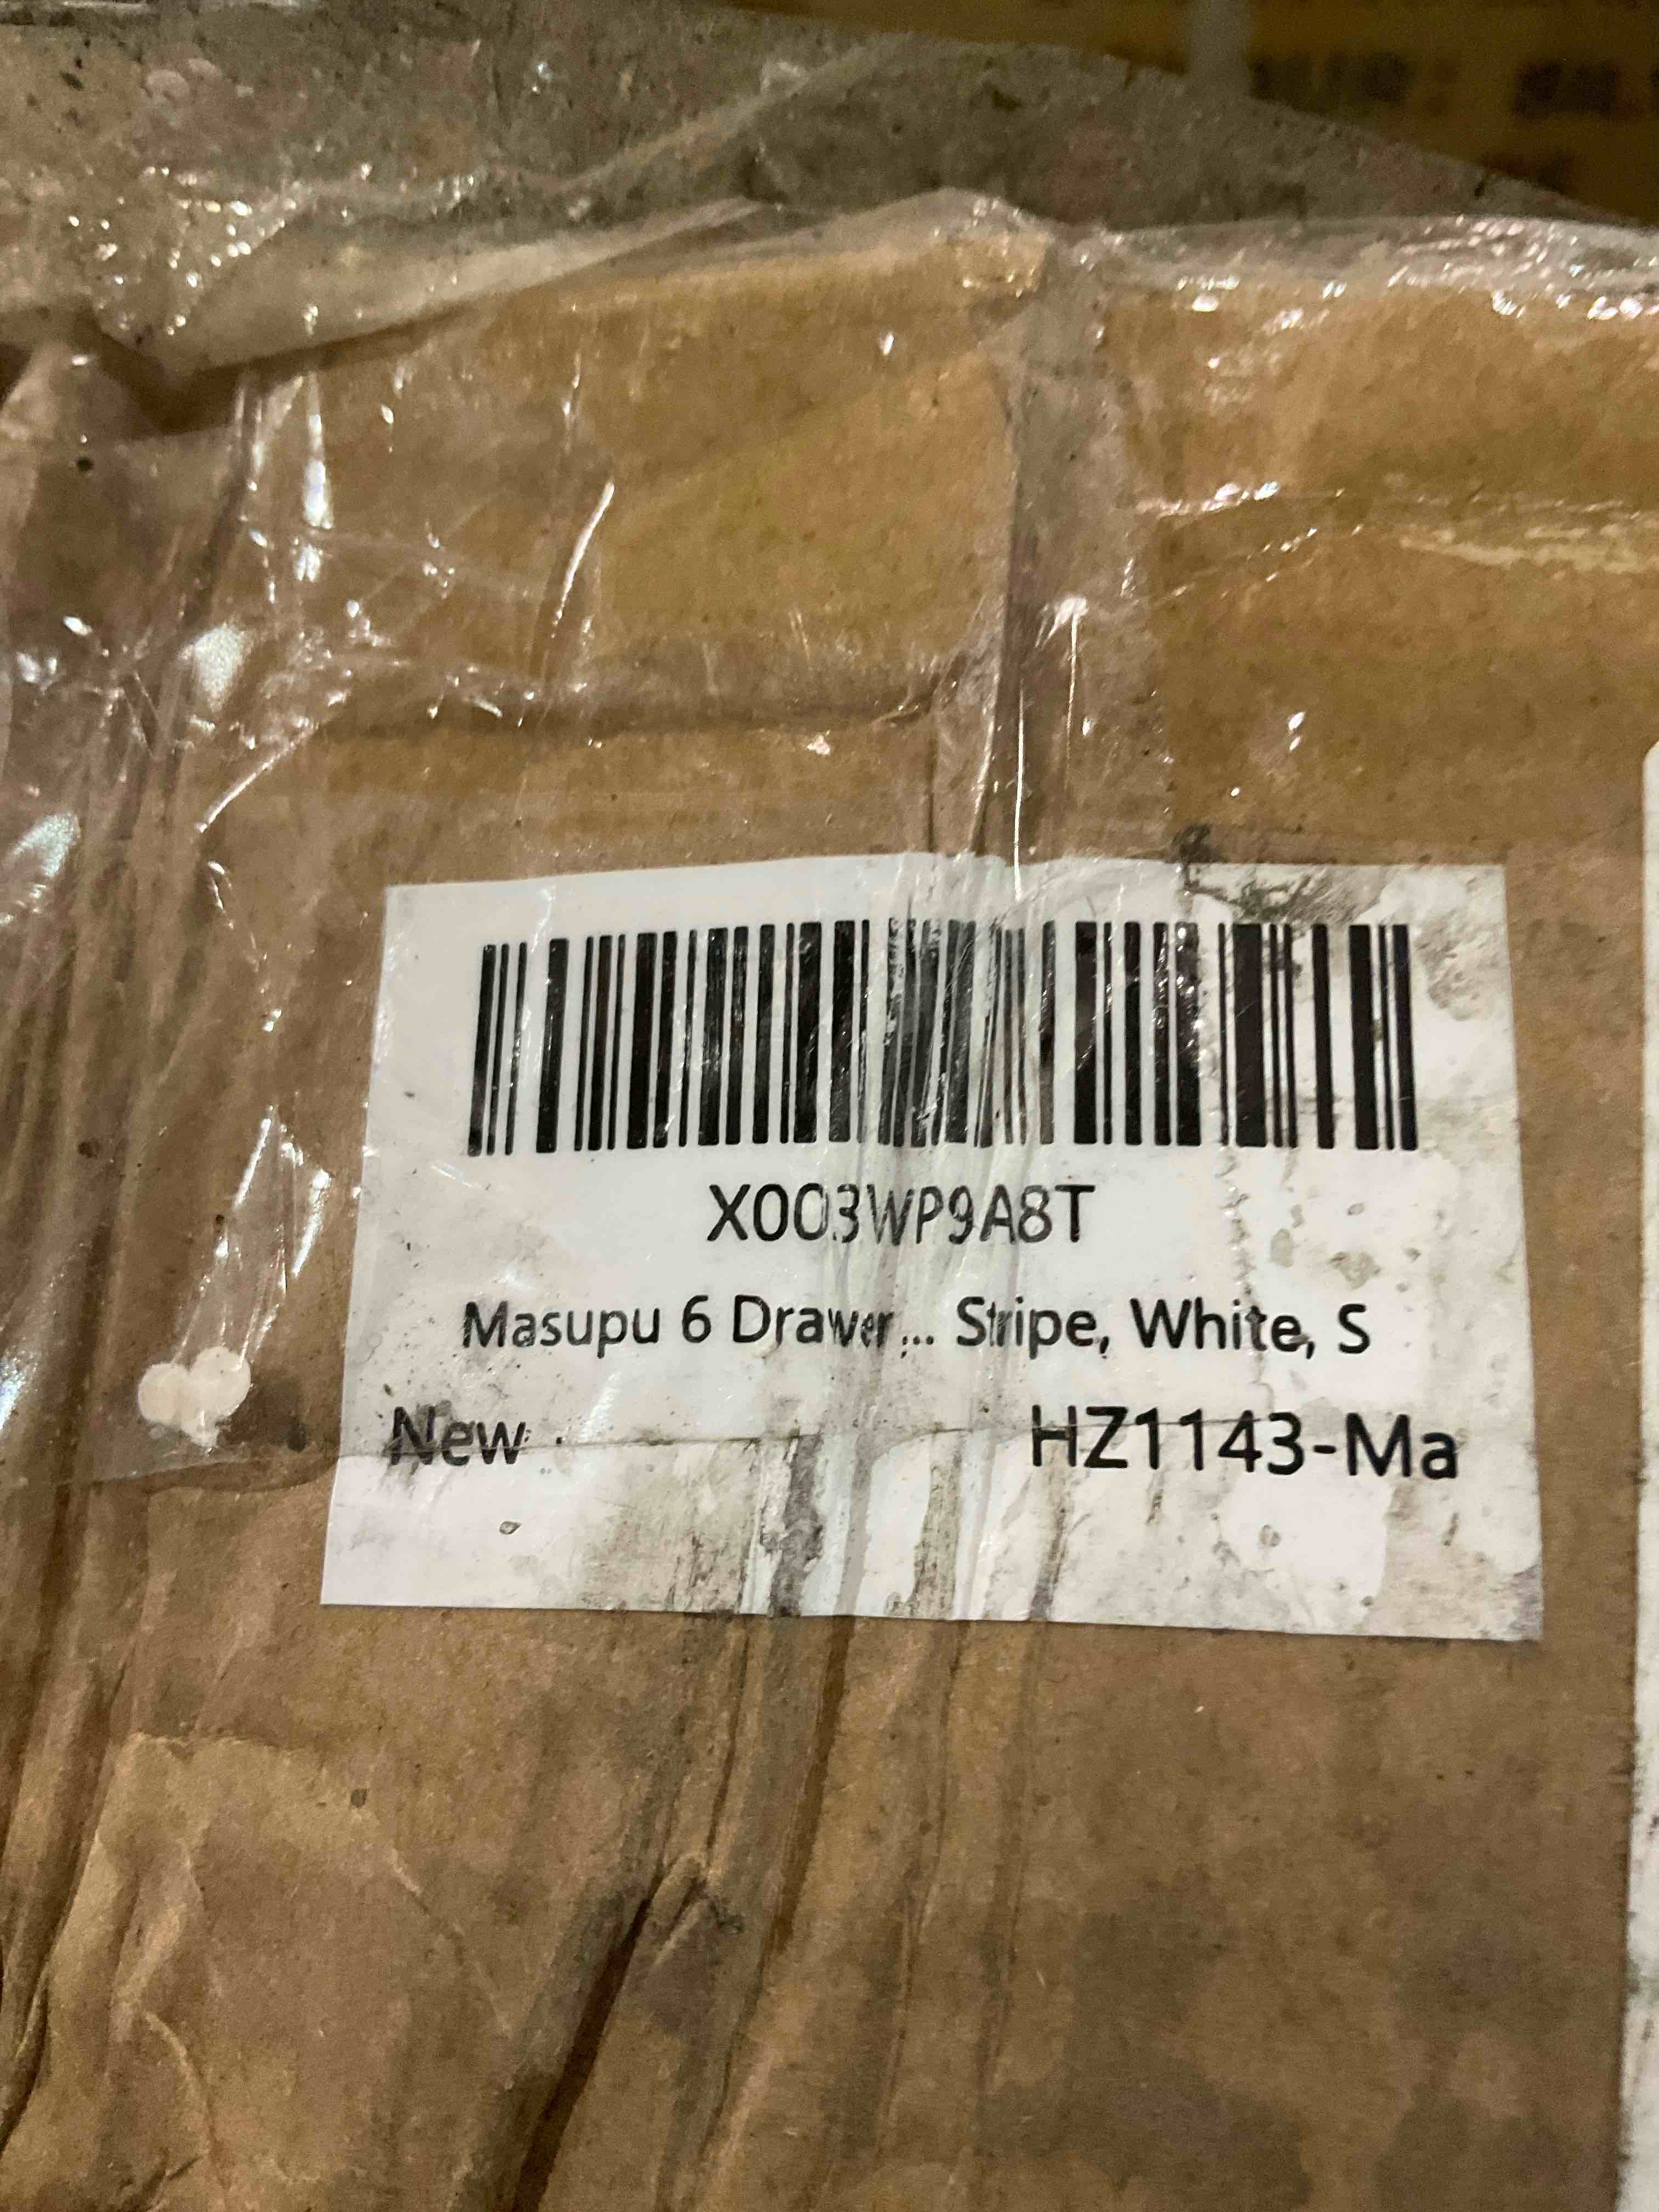 X003WP9A8T
Masupu 6 Drawer... Stripe, White, S
New
HZ1143-Ma